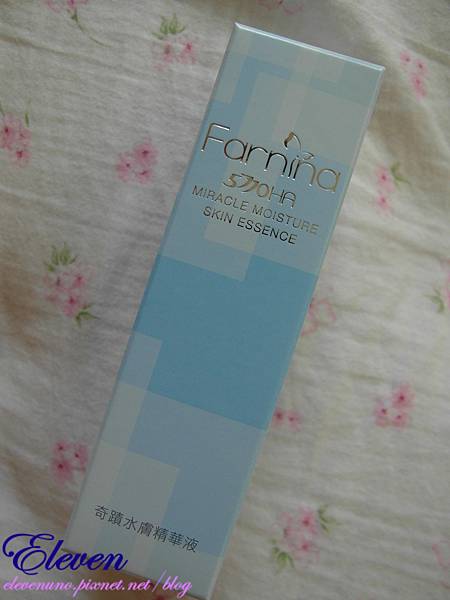 Farnina
5770HA
MIRACLE MOISTURE
SKIN ESSENCE
奇蹟水膚精華液
Eleven
elevenuno.pixnet.net / blog